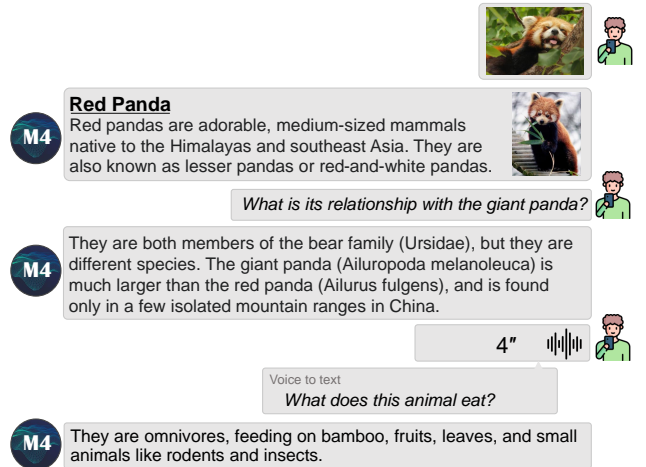 Red Panda
Red pandas are adorable, medium-sized mammals
native to the Himalayas and southeast Asia. They are
also known as lesser pandas or red-and-white pandas.
M4
What is its relationship with the giant panda?
They are both members of the bear family (Ursidae), but they are
different species. The giant panda (Ailuropoda melanoleuca) is
much larger than the red panda (Ailurus fulgens), and is found
only in a few isolated mountain ranges in China.
M4
4″
Voice to text
What does this animal eat?
They are omnivores, feeding on bamboo, fruits, leaves, and small
animals like rodents and insects.
M4